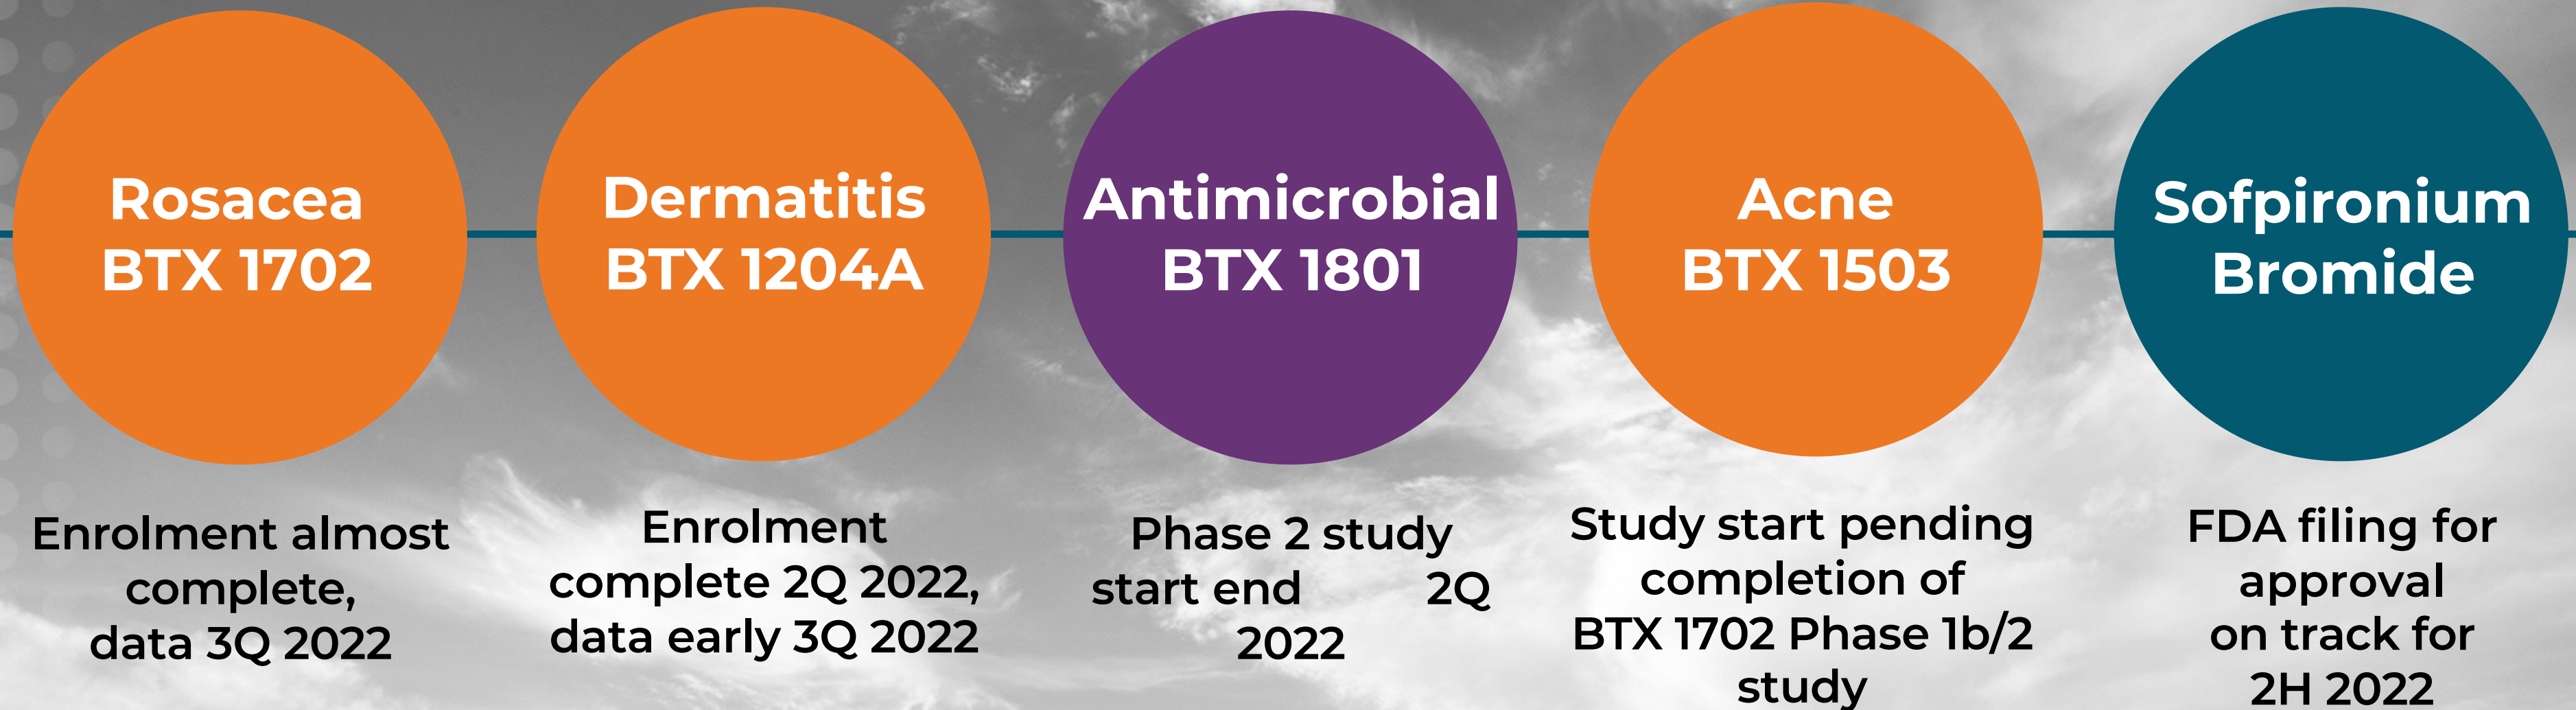 Rosacea
BTX 1702
Enrolment almost
complete,
data 3Q 2022
Dermatitis
BTX 1204A
Enrolment
complete 2Q 2022,
data early 3Q 2022
Antimicrobial
BTX 1801
Phase 2 study
start end 2Q
2022
Acne
BTX 1503
Study start pending
completion of
BTX 1702 Phase 1b/2
study
Sofpironium
Bromide
FDA filing for
approval
on track for
2H 2022